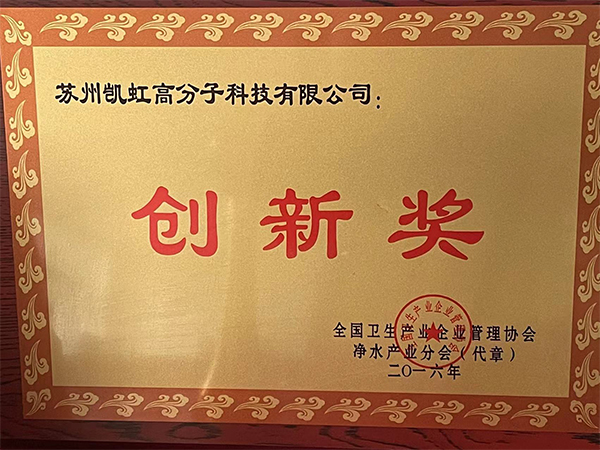 苏州凯虹高分子科技有限公司：
创新奖
全国卫生产业企业管理协会
净水产业分会（代章）
二〇一六年